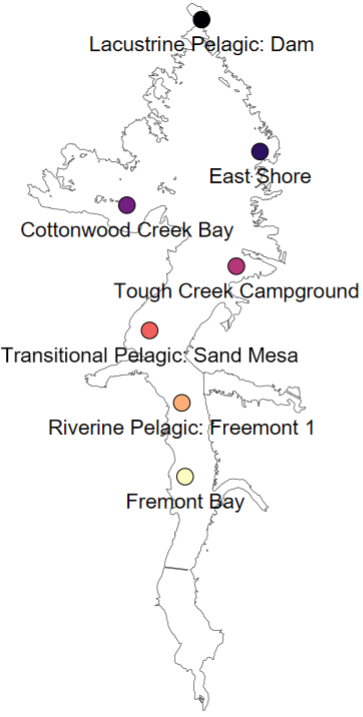 Lacustrine Pelagic: Dam
East Shore
Cottonwood Creek Bay
Tough Creek Campground
Transitional Pelagic: Sand Mesa
Riverine Pelagic: Freemont 1
Fremont Bay